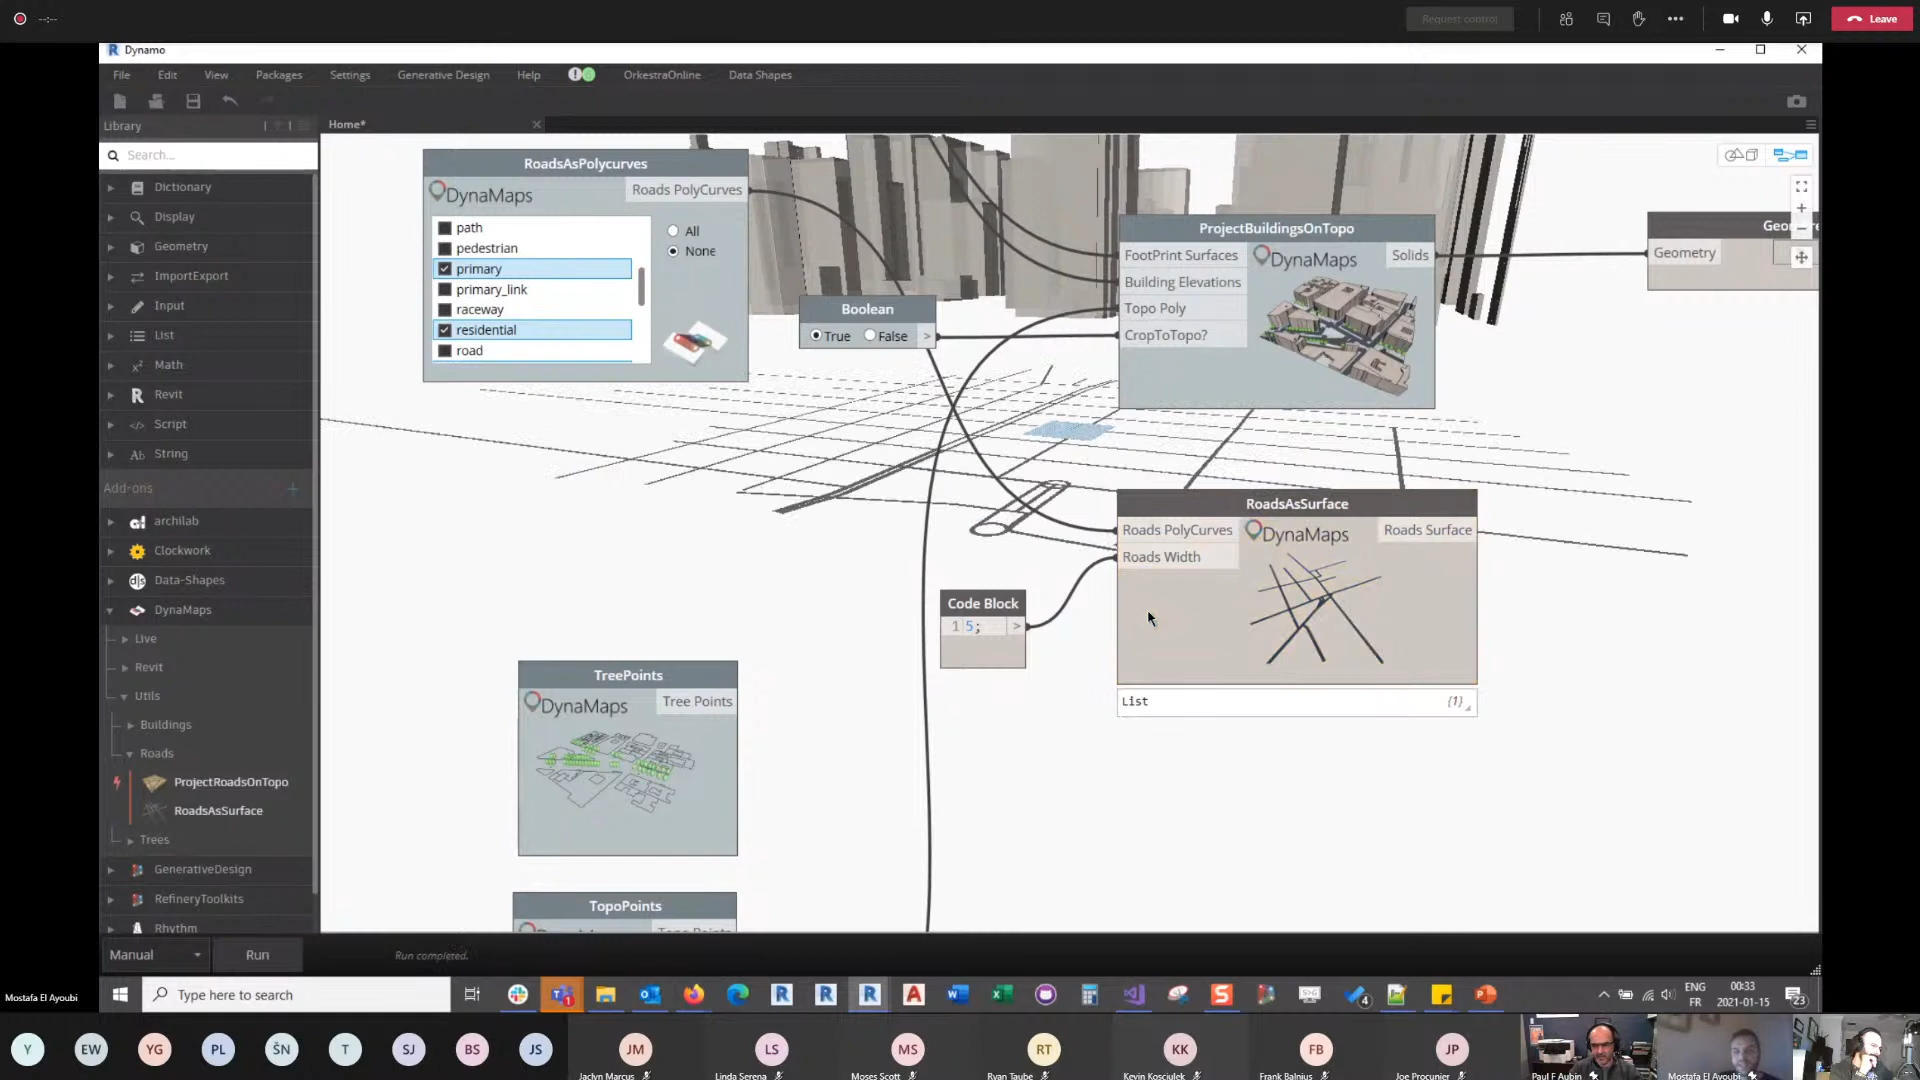 --:--
Request control
Leave
R Dynamo
File Edit View Packages Settings Generative Design Help OrkestraOnline Data Shapes
Library
Home*
Search...
Dictionary
Display
Geometry
ImportExport
Input
List
Math
Revit
Script
String
Add-ons
archilab
Clockwork
Data-Shapes
DynaMaps
Live
Revit
Utils
Buildings
Roads
ProjectRoadsOnTopo
RoadsAsSurface
Trees
GenerativeDesign
RefineryToolkits
Rhythm
RoadsAsPolycurves
DynaMaps
Roads PolyCurves
path
pedestrian
primary
primary_link
raceway
residential
road
All
None
Boolean
True False >
ProjectBuildingsOnTopo
FootPrint Surfaces
Building Elevations
Topo Poly
CropToTopo?
DynaMaps
Solids
Geometry
RoadsAsSurface
Roads PolyCurves
Roads Width
DynaMaps
Roads Surface
List {1}
Code Block
1 5; >
TreePoints
DynaMaps
Tree Points
TopoPoints
Manual
Run
Run completed.
Mostafa El Ayoubi
Type here to search
ENG
FR
00:33
2021-01-15
23
Y EW YG PL ŠN T SJ BS JS JM LS MS RT KK FB JP
Jaclyn Marcus
Linda Serena
Moses Scott
Ryan Taube
Kevin Kosciulek
Frank Balnius
Joe Procunier
Paul F Aubin
Mostafa El Ayoubi